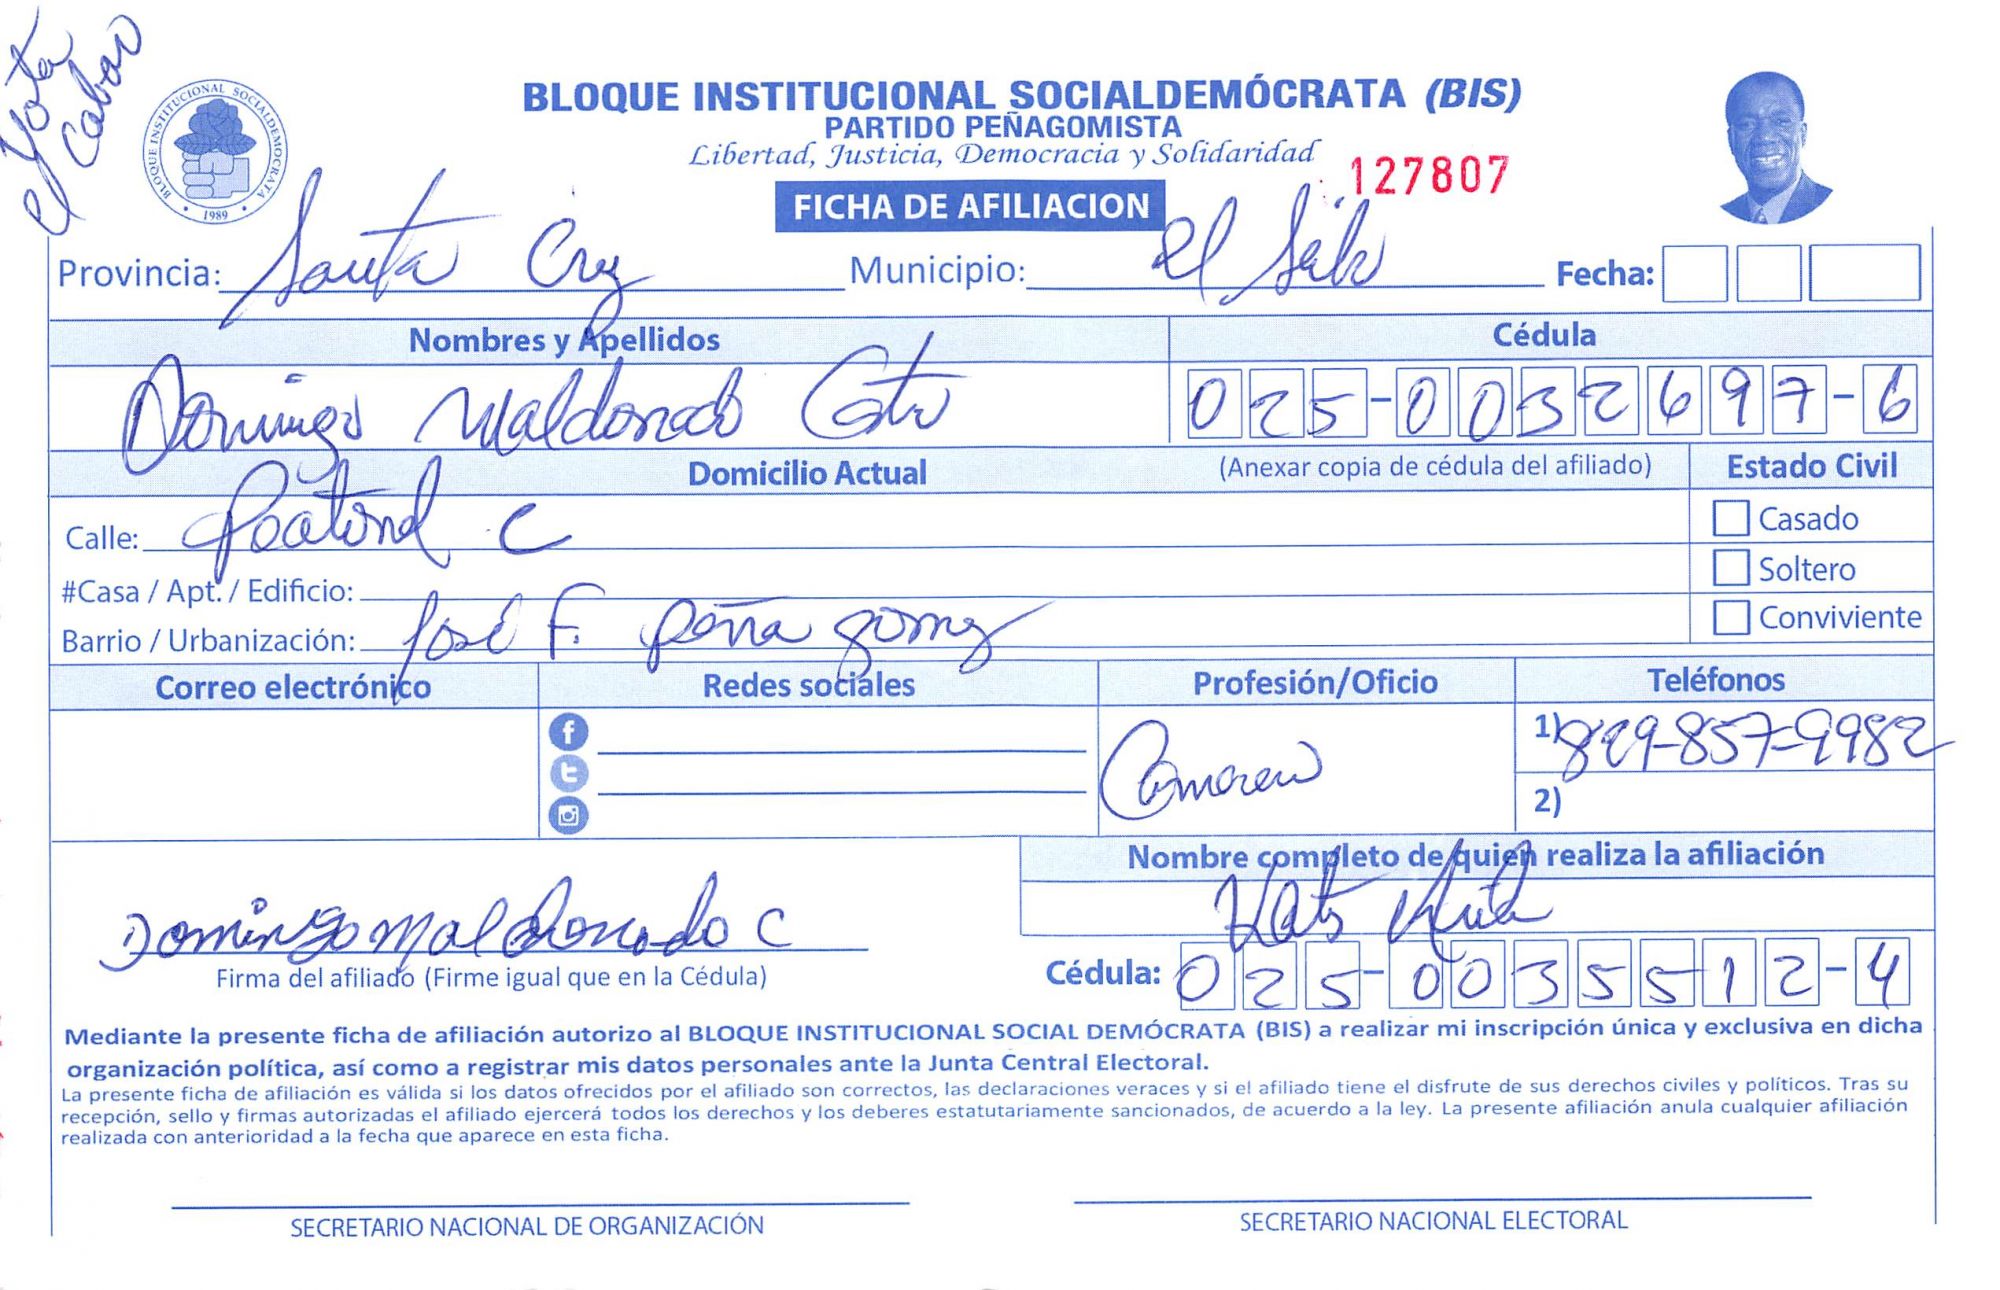 Vota
el Cabao
BLOQUE INSTITUCIONAL SOCIALDEMOCRATA
1989
BLOQUE INSTITUCIONAL SOCIALDEMÓCRATA (BIS)
PARTIDO PEÑAGOMISTA
Libertad, Justicia, Democracia y Solidaridad
127807
FICHA DE AFILIACION
Provincia: Santa Cruz Municipio: el Seibo Fecha:
Nombres y Apellidos Cédula
Domingo Maldonado 025-0032697-6
Domicilio Actual (Anexar copia de cédula del afiliado) Estado Civil
Calle: Peatonal C Casado
#Casa / Apt. / Edificio: Soltero
Barrio / Urbanización: José F. Peña gomez Conviviente
Correo electrónico Redes sociales Profesión/Oficio Teléfonos
Camarero 1) 829-857-9982
2)
Nombre completo de quien realiza la afiliación
Domingo Maldonado C
Firma del afiliado (Firme igual que en la Cédula) Cédula: 025-0035512-4
Mediante la presente ficha de afiliación autorizo al BLOQUE INSTITUCIONAL SOCIAL DEMÓCRATA (BIS) a realizar mi inscripción única y exclusiva en dicha
organización política, así como a registrar mis datos personales ante la Junta Central Electoral.
La presente ficha de afiliación es válida si los datos ofrecidos por el afiliado son correctos, las declaraciones veraces y si el afiliado tiene el disfrute de sus derechos civiles y políticos. Tras su
recepción, sello y firmas autorizadas el afiliado ejercerá todos los derechos y los deberes estatutariamente sancionados, de acuerdo a la ley. La presente afiliación anula cualquier afiliación
realizada con anterioridad a la fecha que aparece en esta ficha.
SECRETARIO NACIONAL DE ORGANIZACIÓN SECRETARIO NACIONAL ELECTORAL